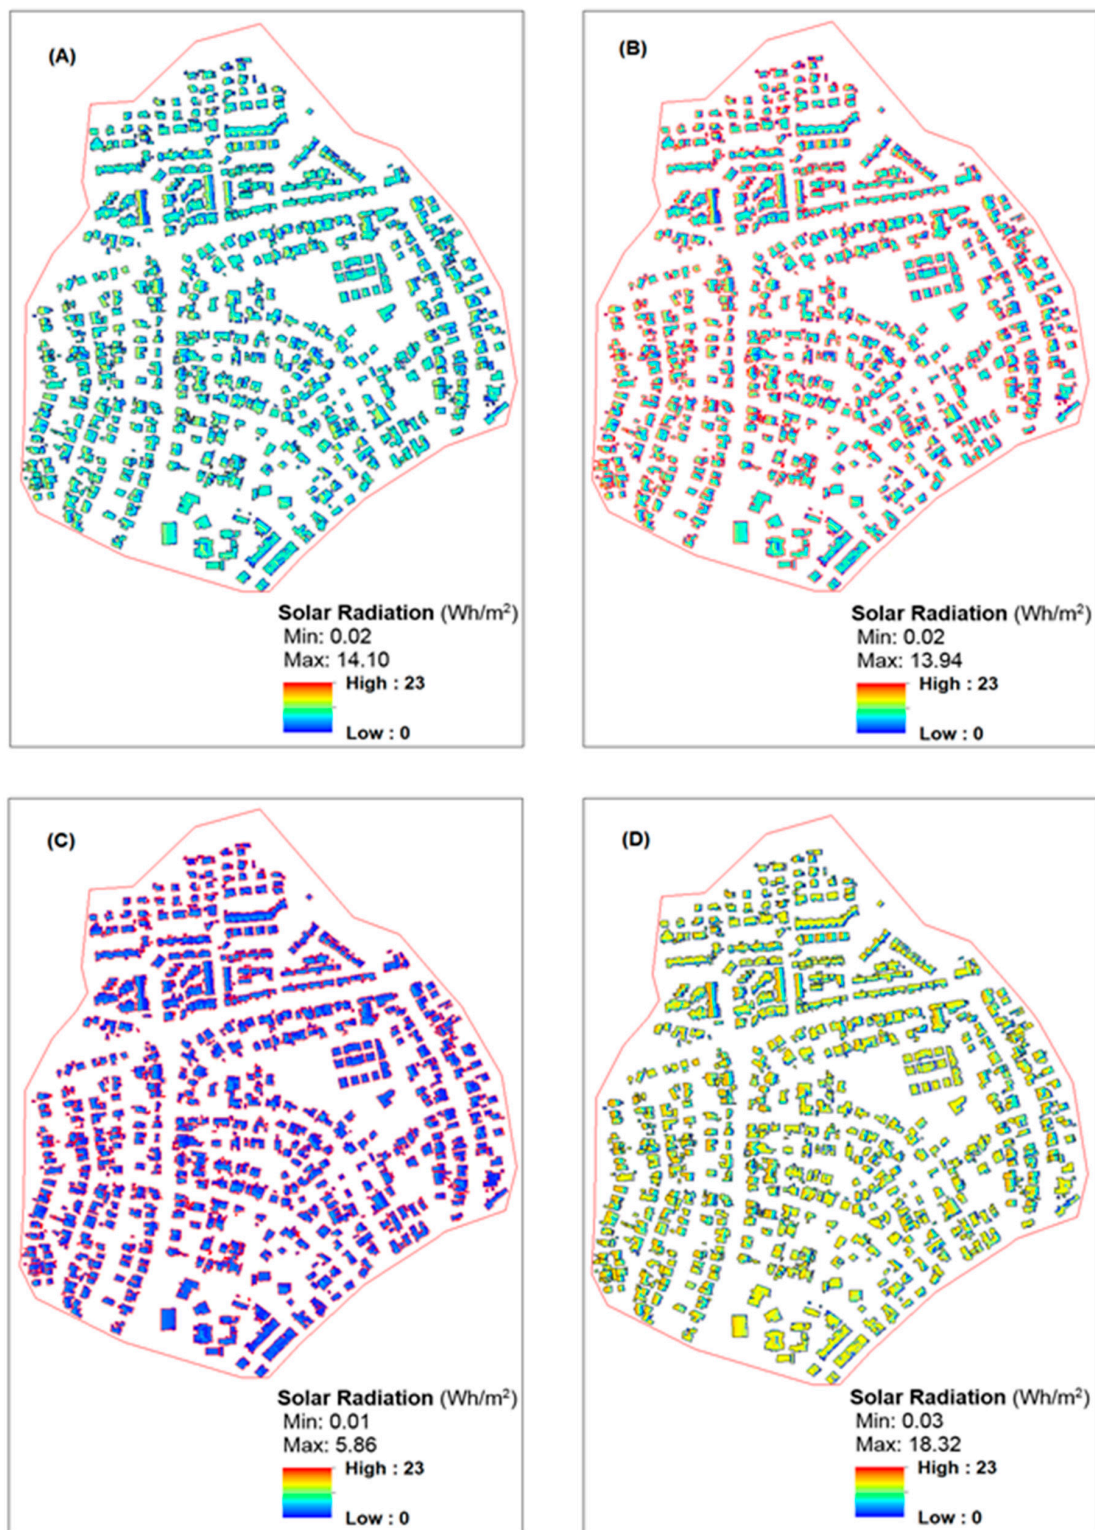 (A)
Solar Radiation (Wh/m²)
Min: 0.02
Max: 14.10
High : 23
Low : 0
(B)
Solar Radiation (Wh/m²)
Min: 0.02
Max: 13.94
High : 23
Low : 0
(C)
Solar Radiation (Wh/m²)
Min: 0.01
Max: 5.86
High : 23
Low : 0
(D)
Solar Radiation (Wh/m²)
Min: 0.03
Max: 18.32
High : 23
Low : 0